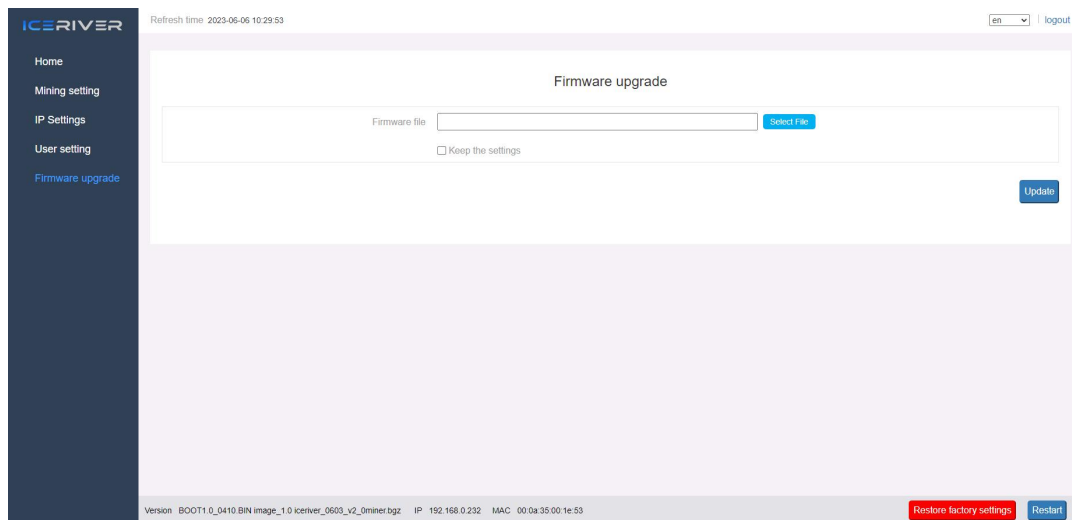 ICERIVER
Refresh time 2023-06-06 10:29:53
en
logout
Home
Mining setting
IP Settings
User setting
Firmware upgrade
Firmware upgrade
Firmware file
Select File
Keep the settings
Update
Version BOOT1.0_0410.BIN image_1.0 iceriver_0603_v2_0miner.bgz IP 192.168.0.232 MAC 00:0a:35:00:1e:53
Restore factory settings
Restart